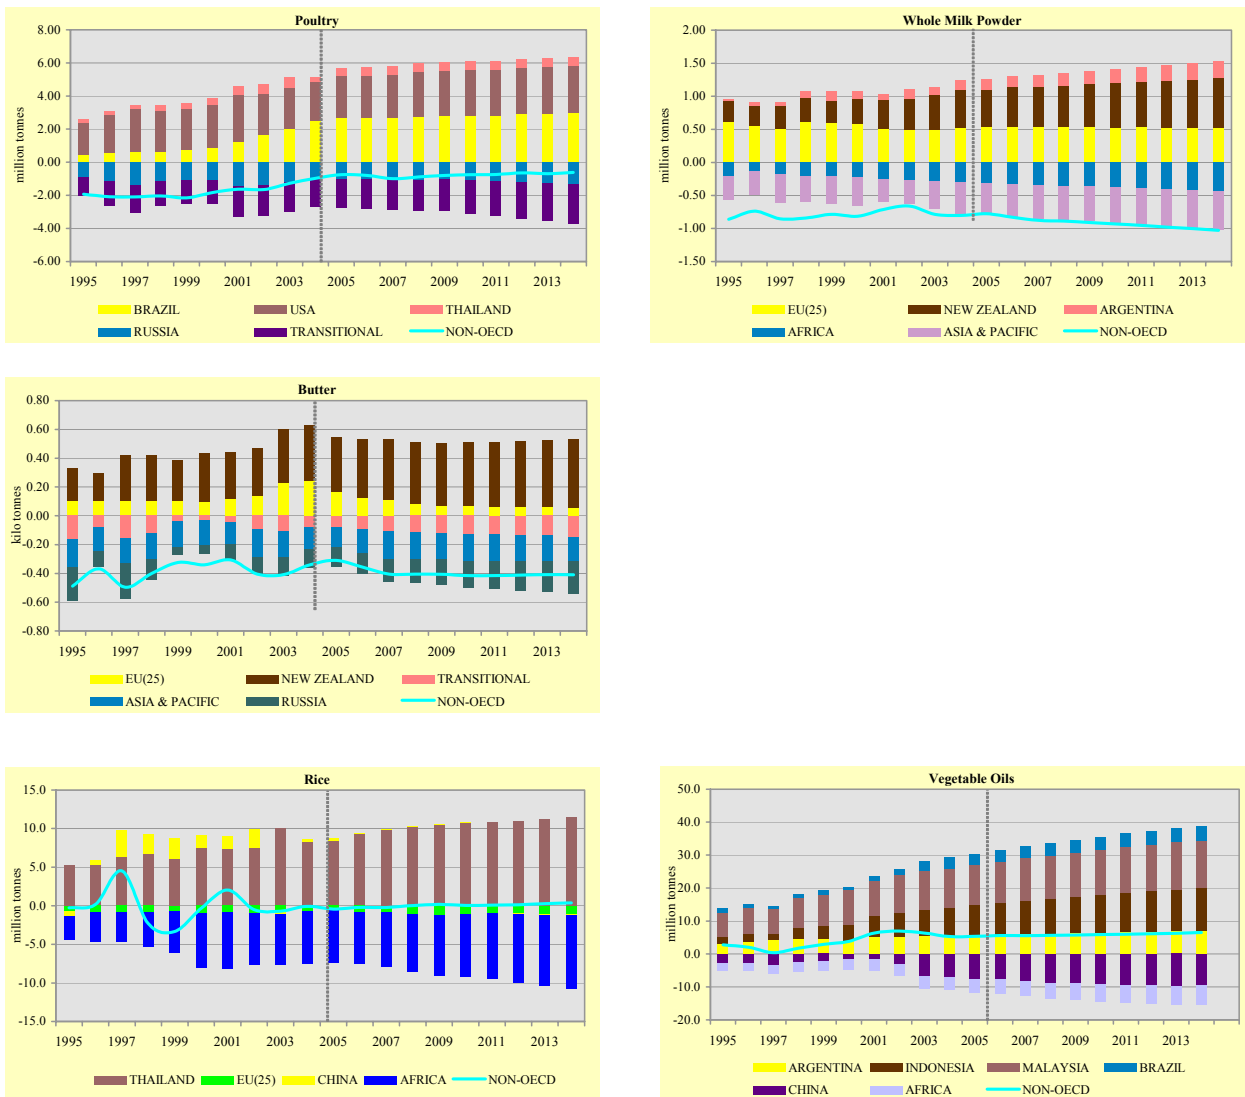 Poultry
million tonnes
8.00
6.00
4.00
2.00
0.00
-2.00
-4.00
-6.00
1995 1997 1999 2001 2003 2005 2007 2009 2011 2013
BRAZIL USA THAILAND
RUSSIA TRANSITIONAL NON-OECD
Whole Milk Powder
million tonnes
2.00
1.50
1.00
0.50
0.00
-0.50
-1.00
-1.50
1995 1997 1999 2001 2003 2005 2007 2009 2011 2013
EU(25) NEW ZEALAND ARGENTINA
AFRICA ASIA & PACIFIC NON-OECD
Butter
kilo tonnes
0.80
0.60
0.40
0.20
0.00
-0.20
-0.40
-0.60
-0.80
1995 1997 1999 2001 2003 2005 2007 2009 2011 2013
EU(25) NEW ZEALAND TRANSITIONAL
ASIA & PACIFIC RUSSIA NON-OECD
Rice
million tonnes
15.0
10.0
5.0
0.0
-5.0
-10.0
-15.0
1995 1997 1999 2001 2003 2005 2007 2009 2011 2013
THAILAND EU(25) CHINA AFRICA NON-OECD
Vegetable Oils
million tonnes
50.0
40.0
30.0
20.0
10.0
0.0
-10.0
-20.0
1995 1997 1999 2001 2003 2005 2007 2009 2011 2013
ARGENTINA INDONESIA MALAYSIA BRAZIL
CHINA AFRICA NON-OECD